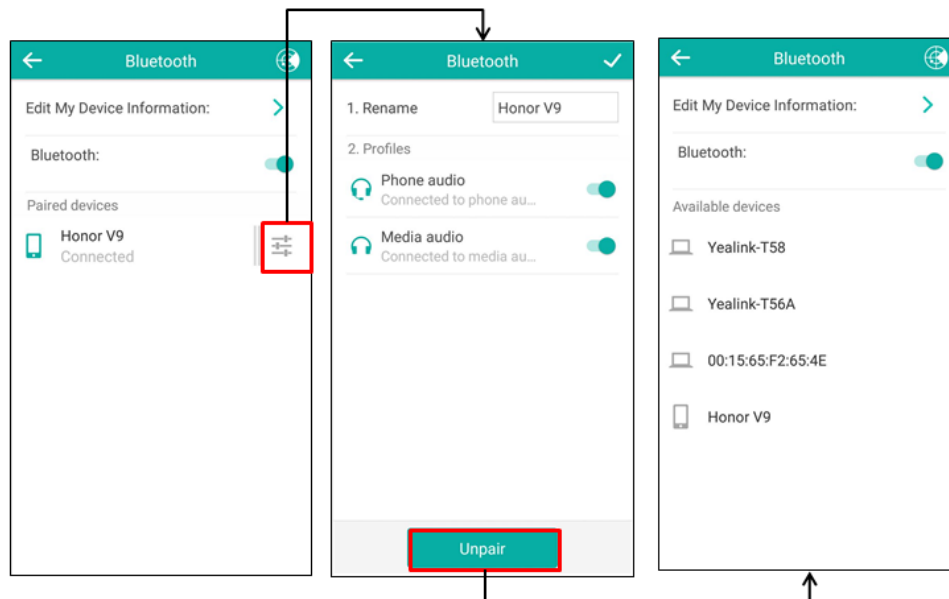 Bluetooth
Edit My Device Information:
Bluetooth:
Paired devices
Honor V9
Connected
Bluetooth
1. Rename
Honor V9
2. Profiles
Phone audio
Connected to phone au...
Media audio
Connected to media au...
Unpair
Bluetooth
Edit My Device Information:
Bluetooth:
Available devices
Yealink-T58
Yealink-T56A
00:15:65:F2:65:4E
Honor V9